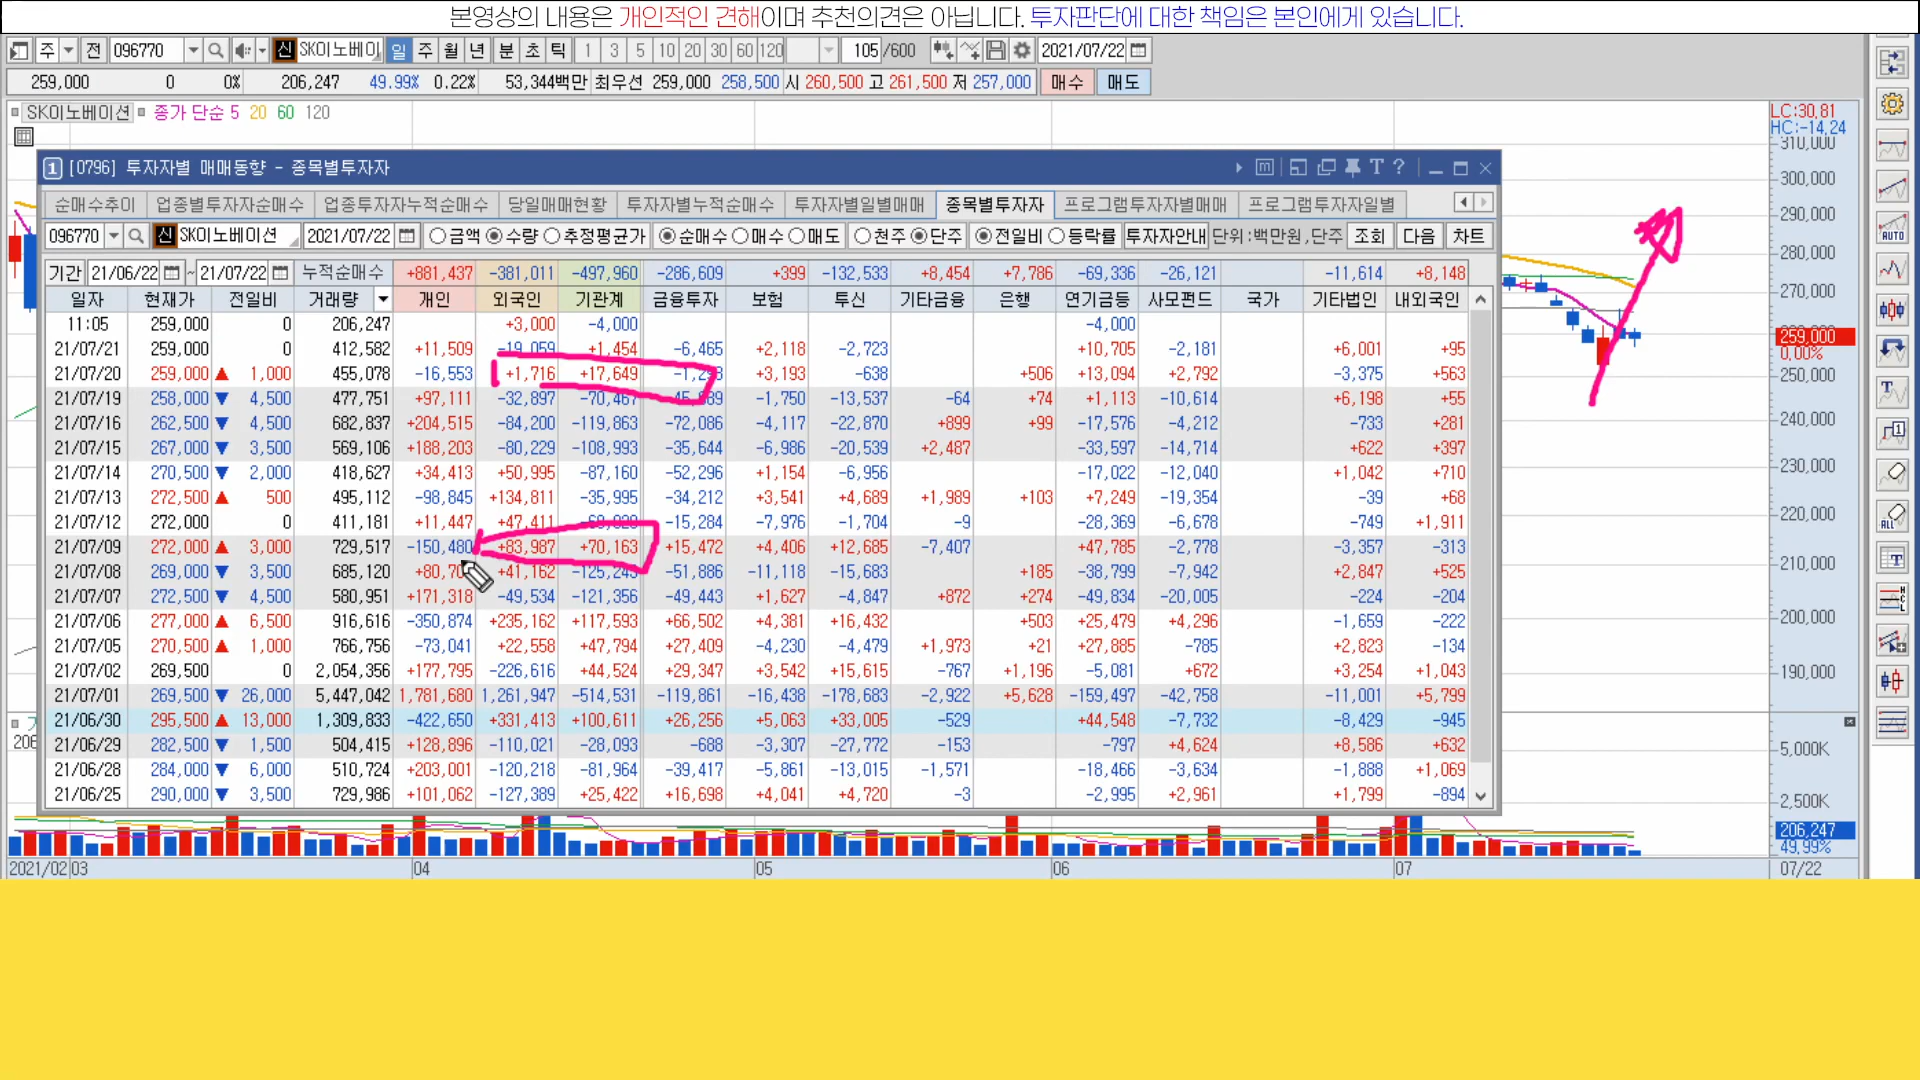 본영상의 내용은 개인적인 견해이며 추천의견은 아닙니다. 투자판단에 대한 책임은 본인에게 있습니다.
주 전 096770 신 SK이노베이 일 주 월 년 분 초 틱 1 3 5 10 20 30 60 120 105 /600 2021/07/22
259,000 0 0% 206,247 49.99% 0.22% 53,344백만 최우선 259,000 258,500 시 260,500 고 261,500 저 257,000 매수 매도
SK이노베이션 종가 단순 5 20 60 120
LC:30.81
HC:-14.24
310,000
300,000
290,000
280,000
270,000
259,000
0.00%
250,000
240,000
230,000
220,000
210,000
200,000
190,000
1 [0796] 투자자별 매매동향 - 종목별투자자
순매수추이 업종별투자자순매수 업종투자자누적순매수 당일매매현황 투자자별누적순매수 투자자별일별매매 종목별투자자 프로그램투자자별매매 프로그램투자자일별
096770 신 SK이노베이션 2021/07/22 금액 수량 추정평균가 순매수 매수 매도 천주 단주 전일비 등락률 투자자안내 단위:백만원,단주 조회 다음 차트
기간 21/06/22 ~ 21/07/22 누적순매수 +881,437 -381,011 -497,960 -286,609 +399 -132,533 +8,454 +7,786 -69,336 -26,121 -11,614 +8,148
일자 현재가 전일비 거래량 개인 외국인 기관계 금융투자 보험 투신 기타금융 은행 연기금등 사모펀드 국가 기타법인 내외국인
11:05 259,000 0 206,247 +3,000 -4,000 -4,000
21/07/21 259,000 0 412,582 +11,509 -19,059 +1,454 -6,465 +2,118 -2,723 +10,705 -2,181 +6,001 +95
21/07/20 259,000 ▲ 1,000 455,078 -16,553 +1,716 +17,649 +3,193 -638 +506 +13,094 +2,792 -3,375 +563
21/07/19 258,000 ▼ 4,500 477,751 +97,111 -32,897 -70,467 -1,750 -13,537 -64 +74 +1,113 -10,614 +6,198 +55
21/07/16 262,500 ▼ 4,500 682,837 +204,515 -84,200 -119,863 -72,086 -4,117 -22,870 +899 +99 -17,576 -4,212 -733 +281
21/07/15 267,000 ▼ 3,500 569,106 +188,203 -80,229 -108,993 -35,644 -6,986 -20,539 +2,487 -33,597 -14,714 +622 +397
21/07/14 270,500 ▼ 2,000 418,627 +34,413 +50,995 -87,160 -52,296 +1,154 -6,956 -17,022 -12,040 +1,042 +710
21/07/13 272,500 ▲ 500 495,112 -98,845 +134,811 -35,995 -34,212 +3,541 +4,689 +1,989 +103 +7,249 -19,354 -39 +68
21/07/12 272,000 0 411,181 +11,447 +47,411 -15,284 -7,976 -1,704 -9 -28,369 -6,678 -749 +1,911
21/07/09 272,000 ▲ 3,000 729,517 -150,480 +83,987 +70,163 +15,472 +4,406 +12,685 -7,407 +47,785 -2,778 -3,357 -313
21/07/08 269,000 ▼ 3,500 685,120 +41,162 -125,243 -51,886 -11,118 -15,683 +185 -38,799 -7,942 +2,847 +525
21/07/07 272,500 ▼ 4,500 580,951 +171,318 -49,534 -121,356 -49,443 +1,627 -4,847 +872 +274 -49,834 -20,005 -224 -204
21/07/06 277,000 ▲ 6,500 916,616 -350,874 +235,162 +117,593 +66,502 +4,381 +16,432 +503 +25,479 +4,296 -1,659 -222
21/07/05 270,500 ▲ 1,000 766,756 -73,041 +22,558 +47,794 +27,409 -4,230 -4,479 +1,973 +21 +27,885 -785 +2,823 -134
21/07/02 269,500 0 2,054,356 +177,795 -226,616 +44,524 +29,347 +3,542 +15,615 -767 +1,196 -5,081 +672 +3,254 +1,043
21/07/01 269,500 ▼ 26,000 5,447,042 1,781,680 1,261,947 -514,531 -119,861 -16,438 -178,683 -2,922 +5,628 -159,497 -42,758 -11,001 +5,799
21/06/30 295,500 ▲ 13,000 1,309,833 -422,650 +331,413 +100,611 +26,256 +5,063 +33,005 -529 +44,548 -7,732 -8,429 -945
21/06/29 282,500 ▼ 1,500 504,415 +128,896 -110,021 -28,093 -688 -3,307 -27,772 -153 -797 +4,624 +8,586 +632
21/06/28 284,000 ▼ 6,000 510,724 +203,001 -120,218 -81,964 -39,417 -5,861 -13,015 -1,571 -18,466 -3,634 -1,888 +1,069
21/06/25 290,000 ▼ 3,500 729,986 +101,062 -127,389 +25,422 +16,698 +4,041 +4,720 -3 -2,995 +2,961 +1,799 -894
206
5,000K
2,500K
206,247
49.99%
2021/02 03 04 05 06 07 07/22
AUTO
ALL